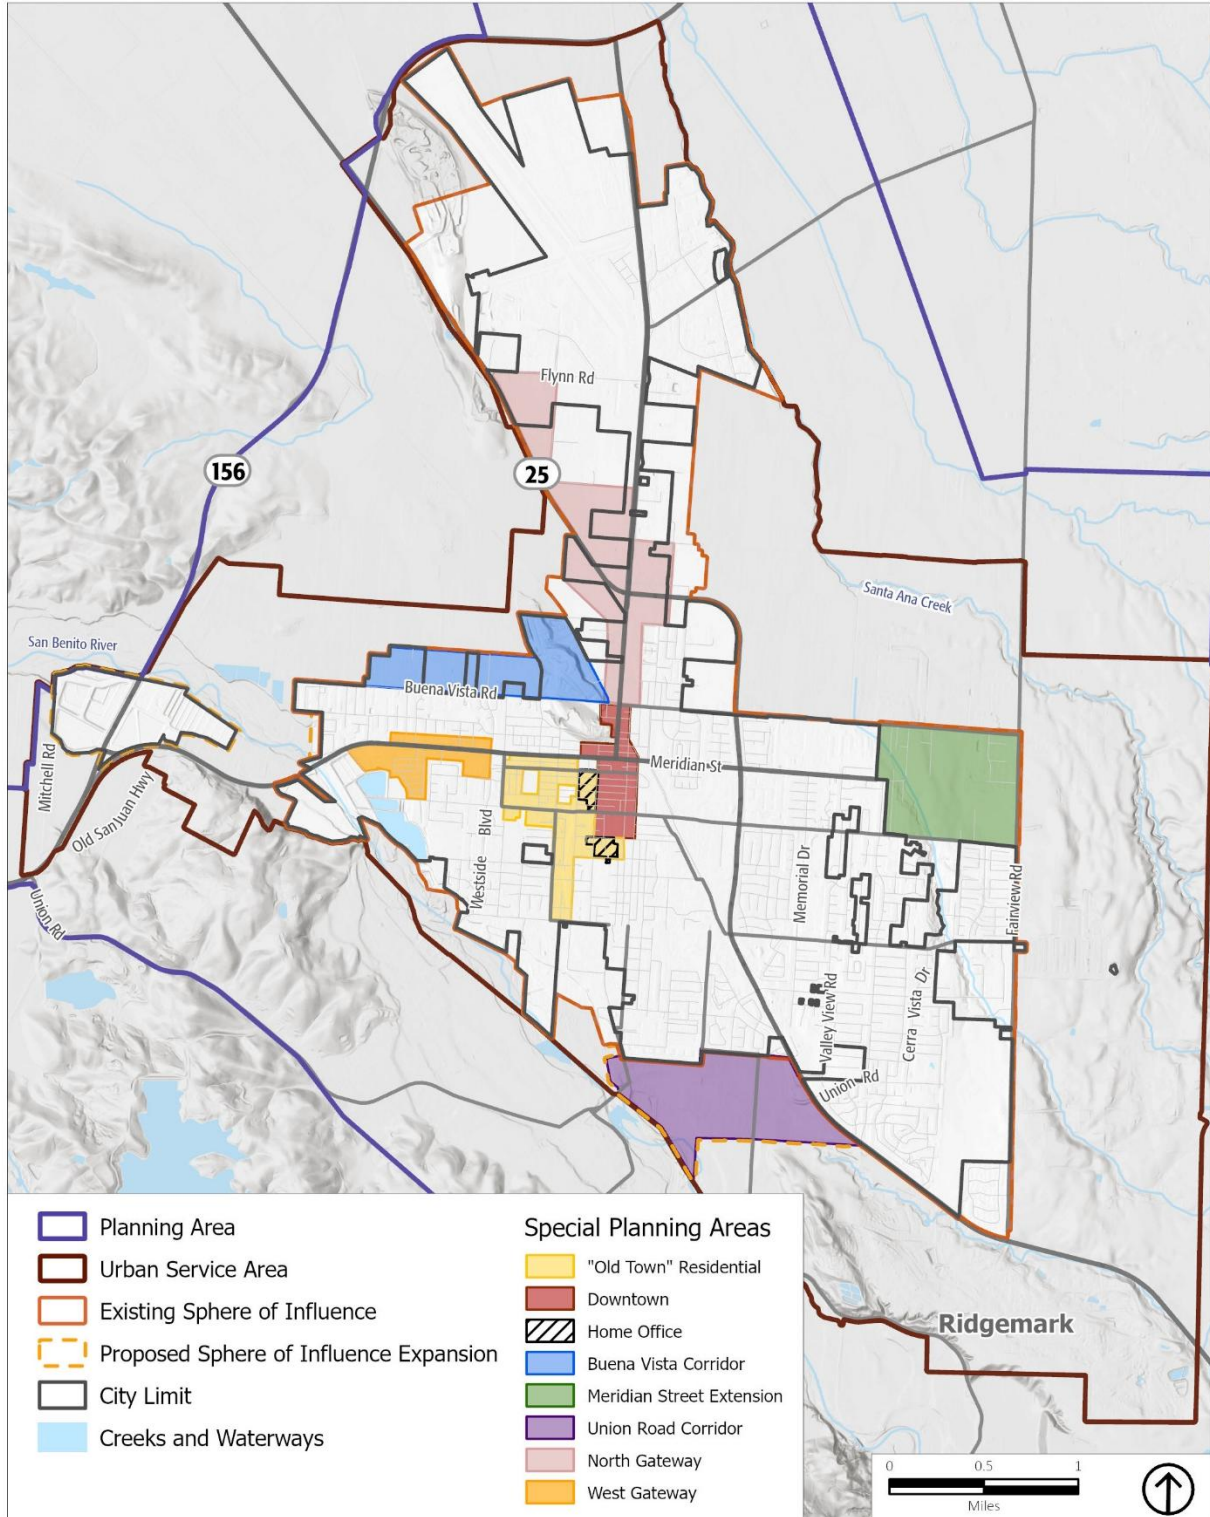 Flynn Rd
156
25
Santa Ana Creek
San Benito River
Buena Vista Rd
Meridian St
Mitchell Rd
Old San Juan Hwy
Westside Blvd
Memorial Dr
Fairview Rd
Union Rd
Valley View Rd
Cerra Vista Dr
Union Rd
Ridgemark
Planning Area
Urban Service Area
Existing Sphere of Influence
Proposed Sphere of Influence Expansion
City Limit
Creeks and Waterways
Special Planning Areas
"Old Town" Residential
Downtown
Home Office
Buena Vista Corridor
Meridian Street Extension
Union Road Corridor
North Gateway
West Gateway
0 0.5 1
Miles